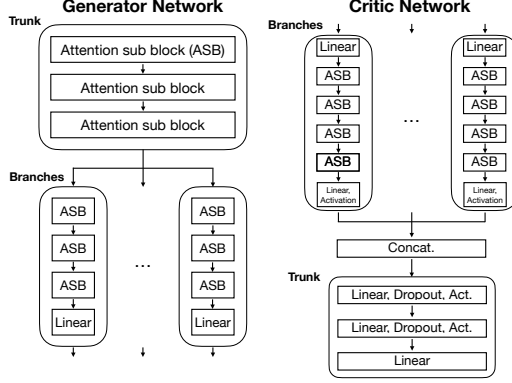 Generator Network
Trunk
Attention sub block (ASB)
Attention sub block
Attention sub block
Branches
ASB
ASB
ASB
Linear
...
ASB
ASB
ASB
Linear
Critic Network
Branches
Linear
ASB
ASB
ASB
ASB
Linear,
Activation
...
Linear
ASB
ASB
ASB
ASB
Linear,
Activation
Concat.
Trunk
Linear, Dropout, Act.
Linear, Dropout, Act.
Linear